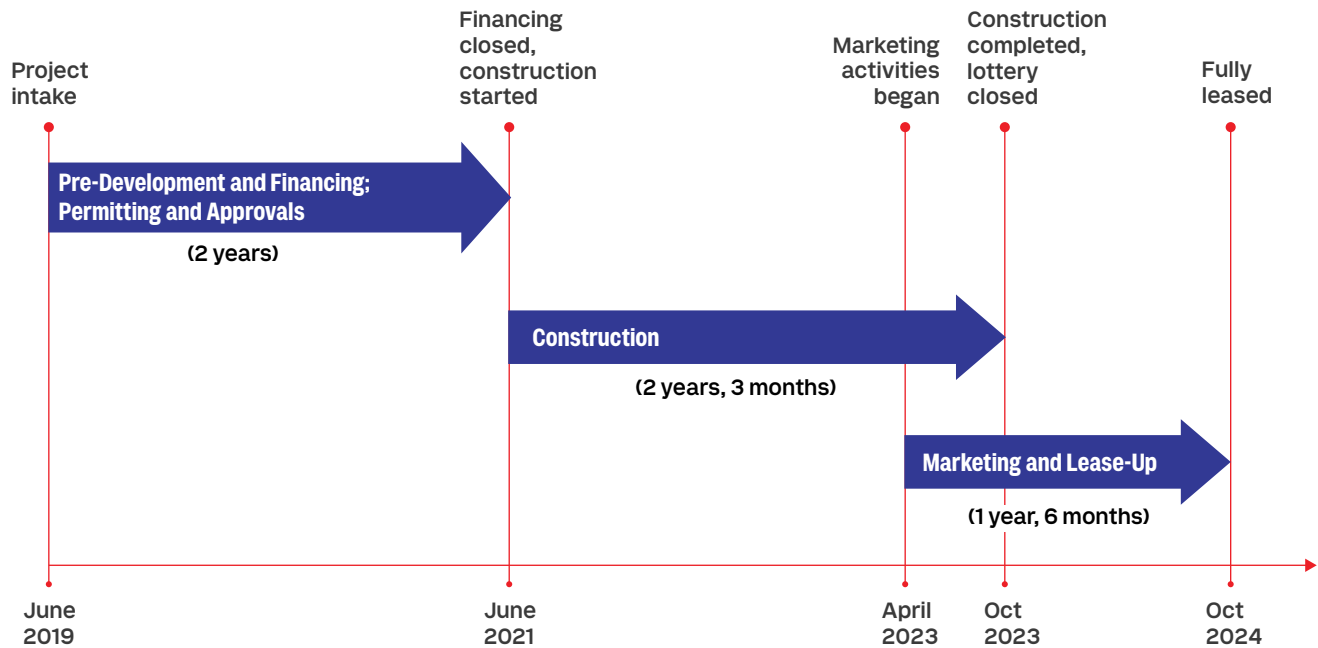 Project
intake
Financing
closed,
construction
started
Marketing
activities
began
Construction
completed,
lottery
closed
Fully
leased
Pre-Development and Financing;
Permitting and Approvals
(2 years)
Construction
(2 years, 3 months)
Marketing and Lease-Up
(1 year, 6 months)
June
2019
June
2021
April
2023
Oct
2023
Oct
2024